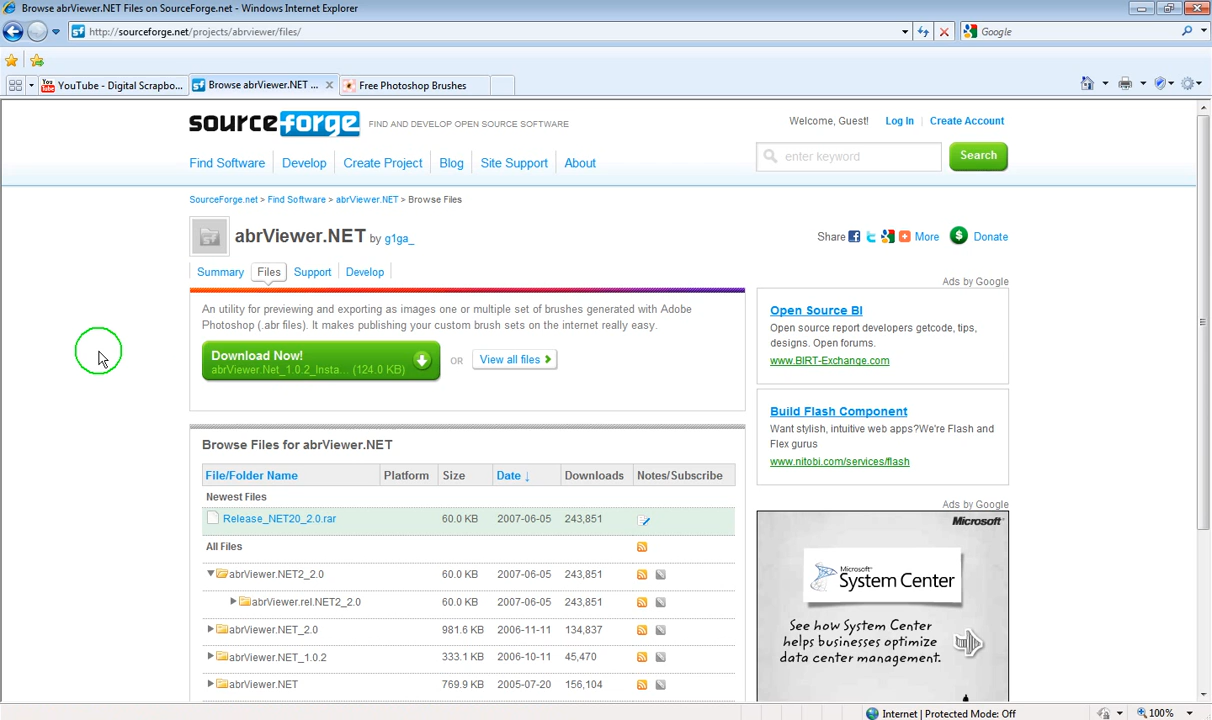 Browse abrViewer.NET Files on SourceForge.net - Windows Internet Explorer
http://sourceforge.net/projects/abrviewer/files/
Google
YouTube - Digital Scrapbo...
Browse abrViewer.NET ...
Free Photoshop Brushes
sourceforge
FIND AND DEVELOP OPEN SOURCE SOFTWARE
Welcome, Guest! Log In Create Account
Find Software Develop Create Project Blog Site Support About
enter keyword
Search
SourceForge.net > Find Software > abrViewer.NET > Browse Files
abrViewer.NET by g1ga_
Share More Donate
Summary Files Support Develop
Ads by Google
An utility for previewing and exporting as images one or multiple set of brushes generated with Adobe
Photoshop (.abr files). It makes publishing your custom brush sets on the internet really easy.
Download Now!
abrViewer.Net_1.0.2_Insta... (124.0 KB)
OR
View all files
Open Source BI
Open source report developers getcode, tips,
designs. Open forums.
www.BIRT-Exchange.com
Build Flash Component
Want stylish, intuitive web apps?We're Flash and
Flex gurus
www.nitobi.com/services/flash
Browse Files for abrViewer.NET
File/Folder Name Platform Size Date ↓ Downloads Notes/Subscribe
Newest Files
Release_NET20_2.0.rar 60.0 KB 2007-06-05 243,851
All Files
abrViewer.NET2_2.0 60.0 KB 2007-06-05 243,851
abrViewer.rel.NET2_2.0 60.0 KB 2007-06-05 243,851
abrViewer.NET_2.0 981.6 KB 2006-11-11 134,837
abrViewer.NET_1.0.2 333.1 KB 2006-10-11 45,470
abrViewer.NET 769.9 KB 2005-07-20 156,104
Ads by Google
Microsoft
Microsoft
System Center
See how System Center
helps businesses optimize
data center management.
Internet | Protected Mode: Off
100%